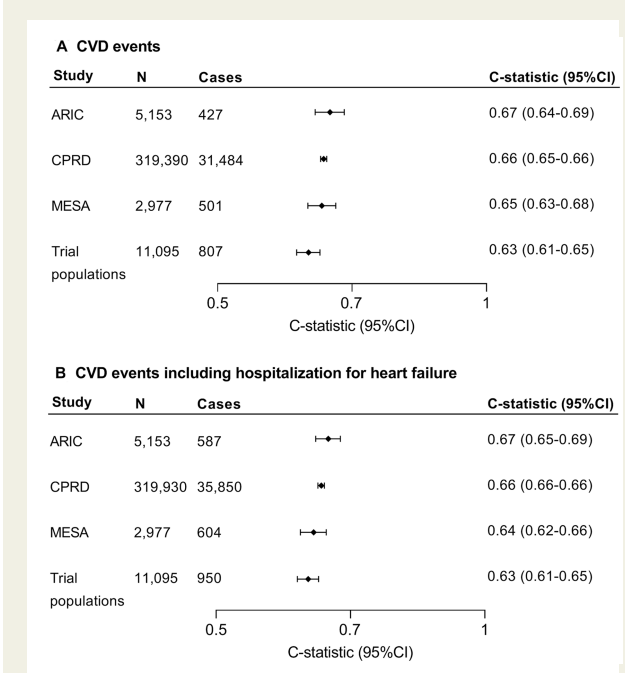 A CVD events
Study N Cases C-statistic (95%CI)
ARIC 5,153 427 0.67 (0.64-0.69)
CPRD 319,390 31,484 0.66 (0.65-0.66)
MESA 2,977 501 0.65 (0.63-0.68)
Trial 11,095 807 0.63 (0.61-0.65)
populations
0.5 0.7 1
C-statistic (95%CI)
B CVD events including hospitalization for heart failure
Study N Cases C-statistic (95%CI)
ARIC 5,153 587 0.67 (0.65-0.69)
CPRD 319,930 35,850 0.66 (0.66-0.66)
MESA 2,977 604 0.64 (0.62-0.66)
Trial 11,095 950 0.63 (0.61-0.65)
populations
0.5 0.7 1
C-statistic (95%CI)